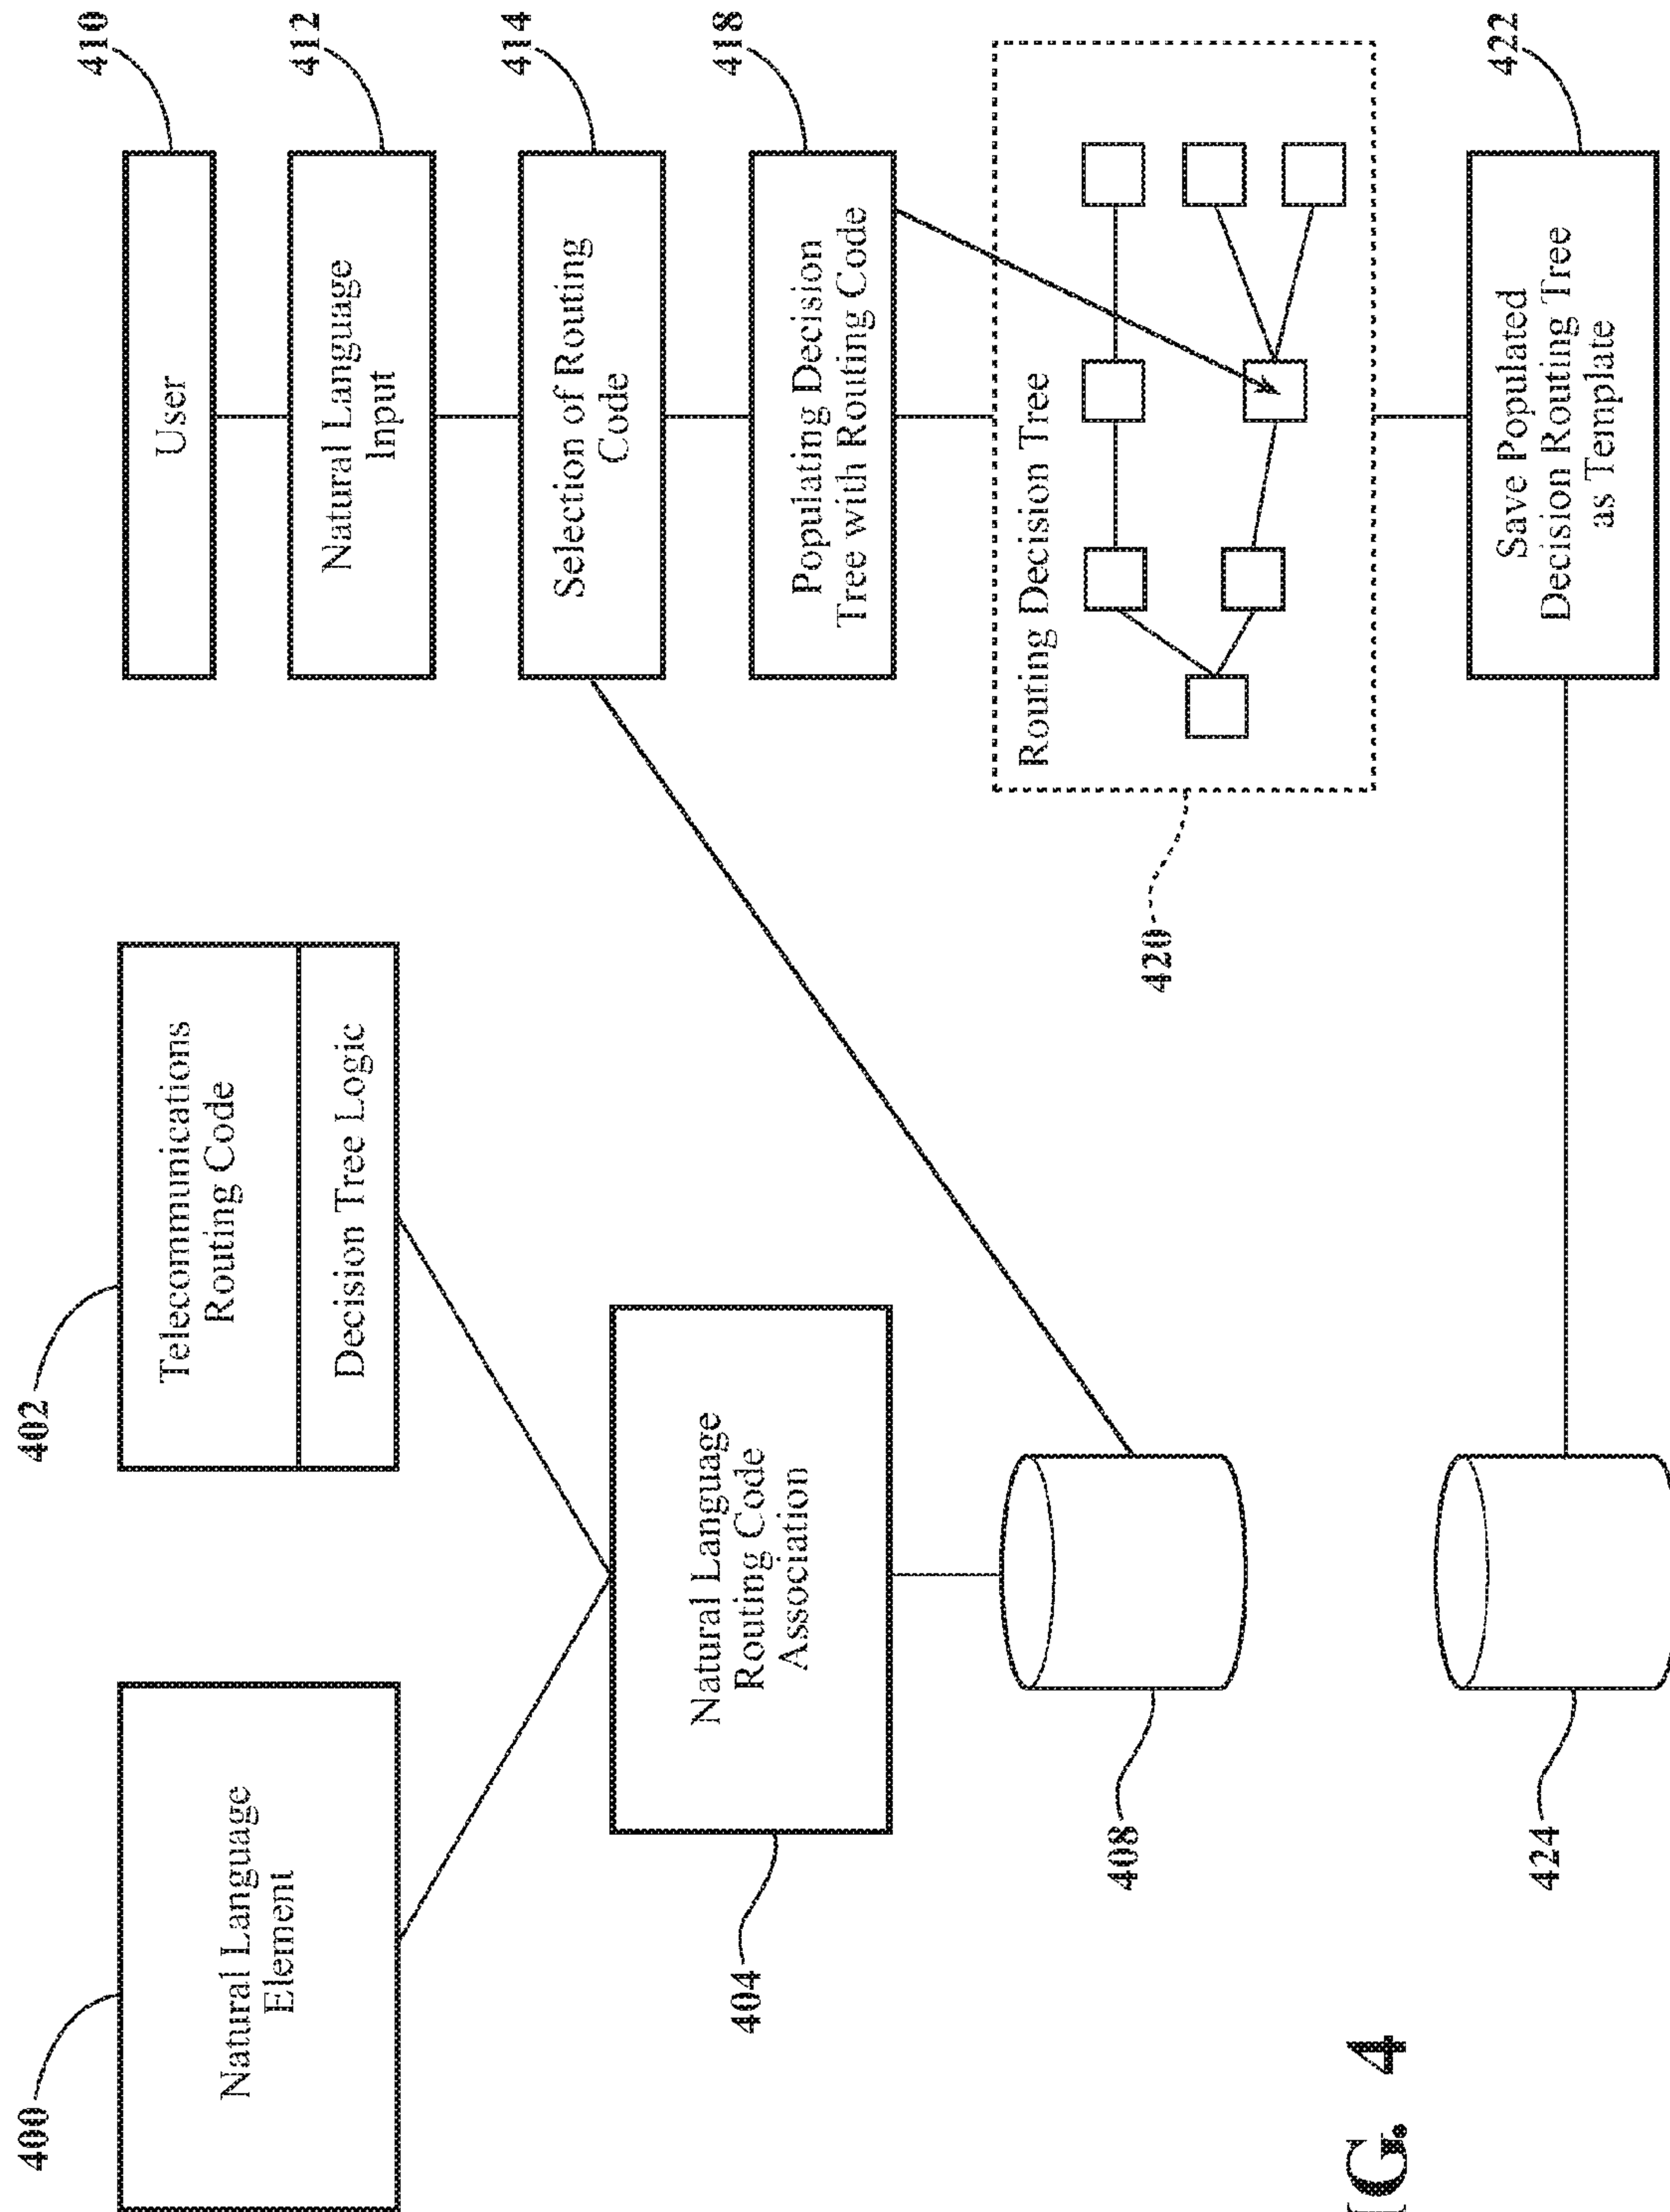 400
Natural Language
Element
402
Telecommunications
Routing Code
Decision Tree Logic
404
Natural Language
Routing Code
Association
408
410
User
412
Natural Language
Input
414
Selection of Routing
Code
418
Populating Decision
Tree with Routing Code
420
Routing Decision Tree
422
Save Populated
Decision Routing Tree
as Template
424
IG. 4